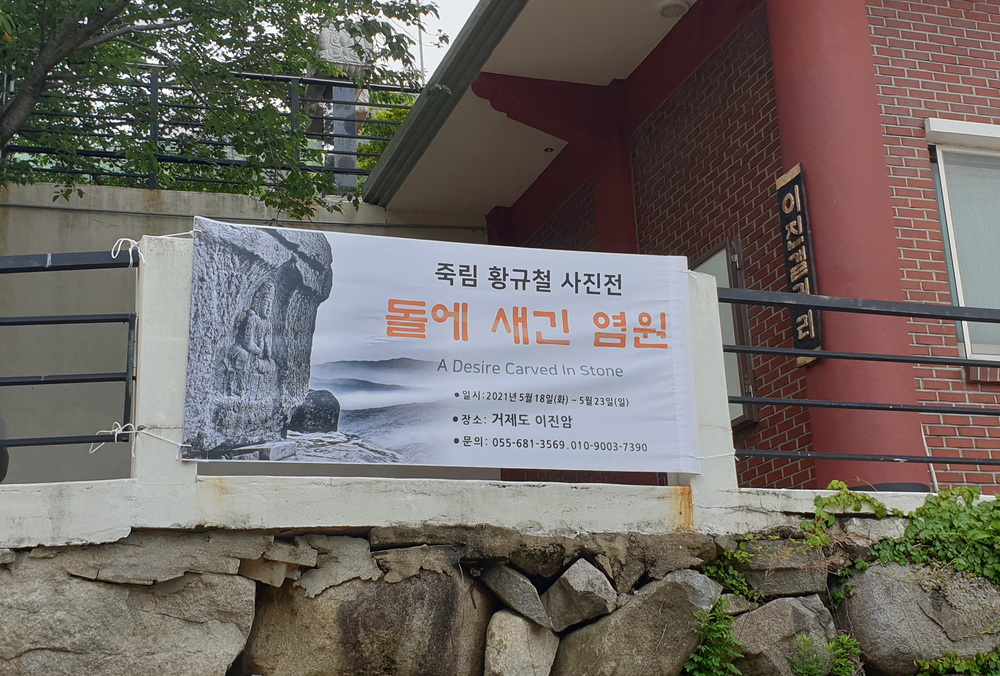 죽림 황규철 사진전
돌에 새긴 염원
A Desire Carved In Stone
• 일시: 2021년 5월 18일(화) ~ 5월23일(일)
• 장소: 거제도 이진암
• 문의: 055-681-3569.010-9003-7390
이진갤러리